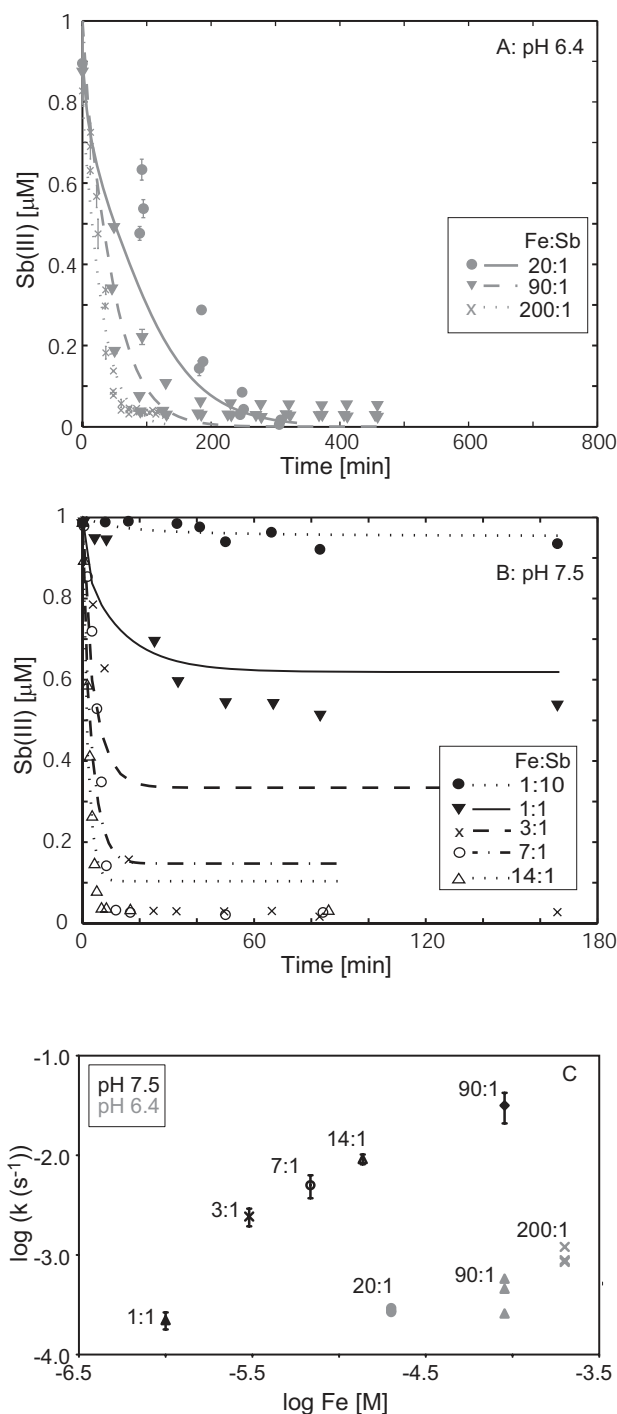 1
A: pH 6.4
0.8
0.6
Sb(III) [µM]
Fe:Sb
20:1
90:1
200:1
0.4
0.2
0
0 200 400 600 800
Time [min]
1
B: pH 7.5
0.8
0.6
Sb(III) [µM]
Fe:Sb
1:10
1:1
3:1
7:1
14:1
0.4
0.2
0
0 60 120 180
Time [min]
-1.0
pH 7.5
pH 6.4
C
90:1
14:1
-2.0
7:1
3:1
log (k (s⁻¹))
200:1
-3.0
90:1
20:1
1:1
-4.0
-6.5 -5.5 -4.5 -3.5
log Fe [M]